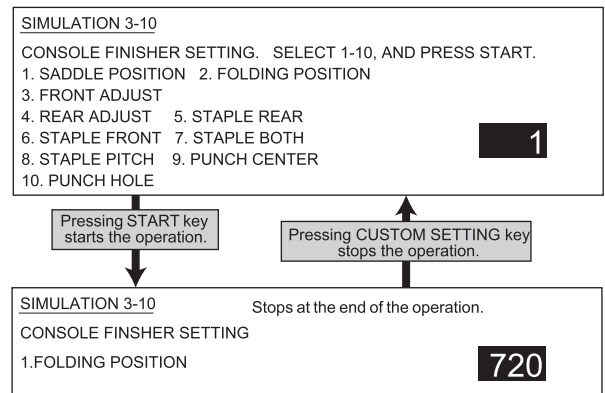 SIMULATION 3-10
CONSOLE FINISHER SETTING. SELECT 1-10, AND PRESS START.
1. SADDLE POSITION 2. FOLDING POSITION
3. FRONT ADJUST
4. REAR ADJUST 5. STAPLE REAR
6. STAPLE FRONT 7. STAPLE BOTH
8. STAPLE PITCH 9. PUNCH CENTER
10. PUNCH HOLE
1
Pressing START key
starts the operation.
Pressing CUSTOM SETTING key
stops the operation.
SIMULATION 3-10
Stops at the end of the operation.
CONSOLE FINSHER SETTING
1.FOLDING POSITION
720